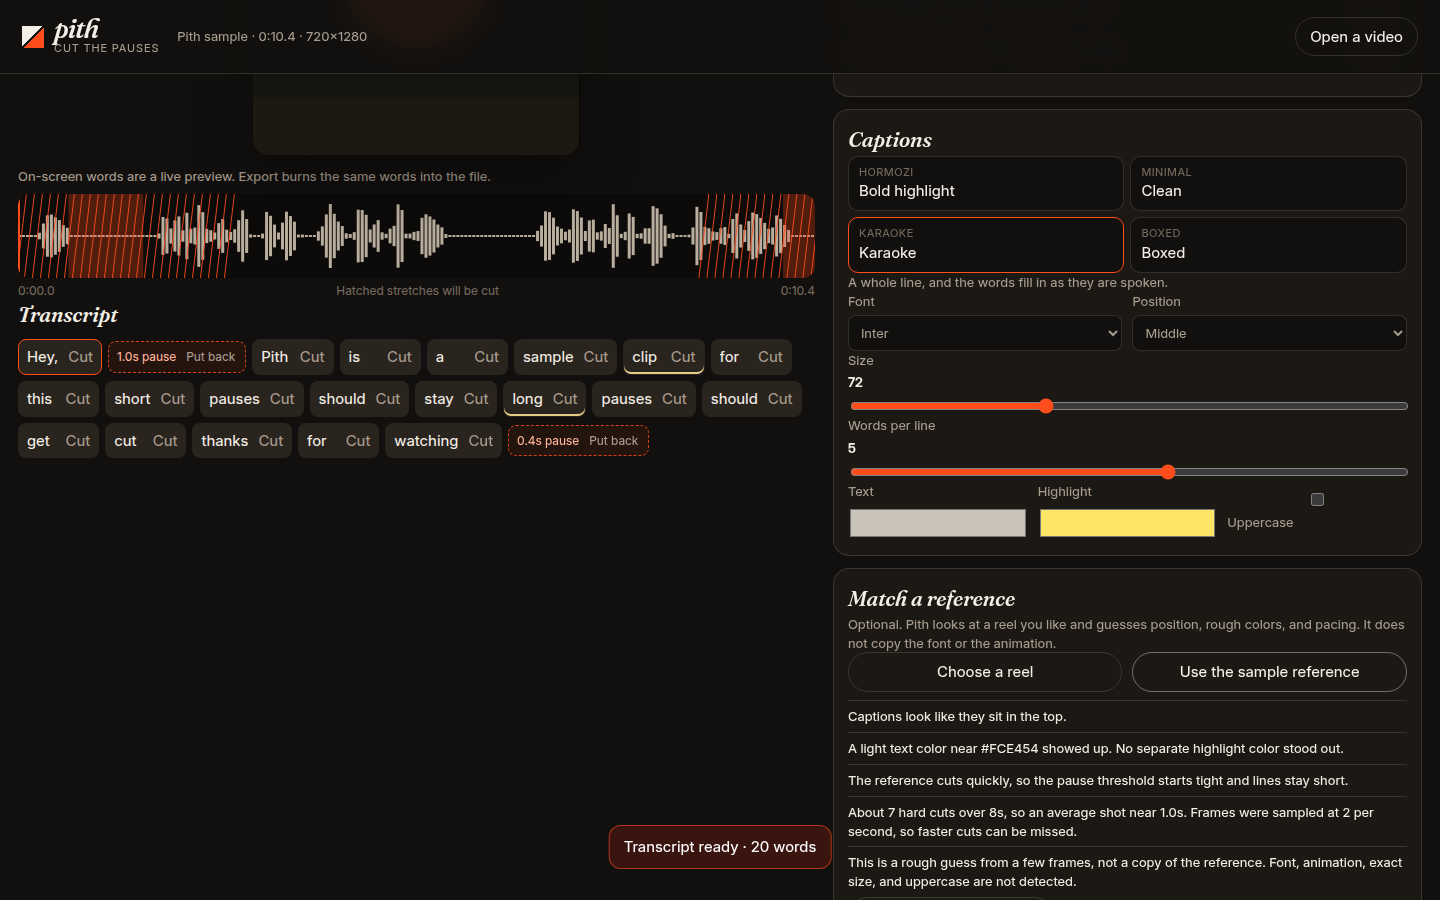 pith
CUT THE PAUSES
Pith sample · 0:10.4 · 720×1280
Open a video
On-screen words are a live preview. Export burns the same words into the file.
0:00.0
Hatched stretches will be cut
0:10.4
Transcript
Hey, Cut 1.0s pause Put back Pith Cut is Cut a Cut sample Cut clip Cut for Cut
this Cut short Cut pauses Cut should Cut stay Cut long Cut pauses Cut should Cut
get Cut cut Cut thanks Cut for Cut watching Cut 0.4s pause Put back
Transcript ready · 20 words
Captions
HORMOZI
Bold highlight
MINIMAL
Clean
KARAOKE
Karaoke
BOXED
Boxed
A whole line, and the words fill in as they are spoken.
Font
Inter
Position
Middle
Size
72
Words per line
5
Text
Highlight
Uppercase
Match a reference
Optional. Pith looks at a reel you like and guesses position, rough colors, and pacing. It does
not copy the font or the animation.
Choose a reel
Use the sample reference
Captions look like they sit in the top.
A light text color near #FCE454 showed up. No separate highlight color stood out.
The reference cuts quickly, so the pause threshold starts tight and lines stay short.
About 7 hard cuts over 8s, so an average shot near 1.0s. Frames were sampled at 2 per
second, so faster cuts can be missed.
This is a rough guess from a few frames, not a copy of the reference. Font, animation, exact
size, and uppercase are not detected.